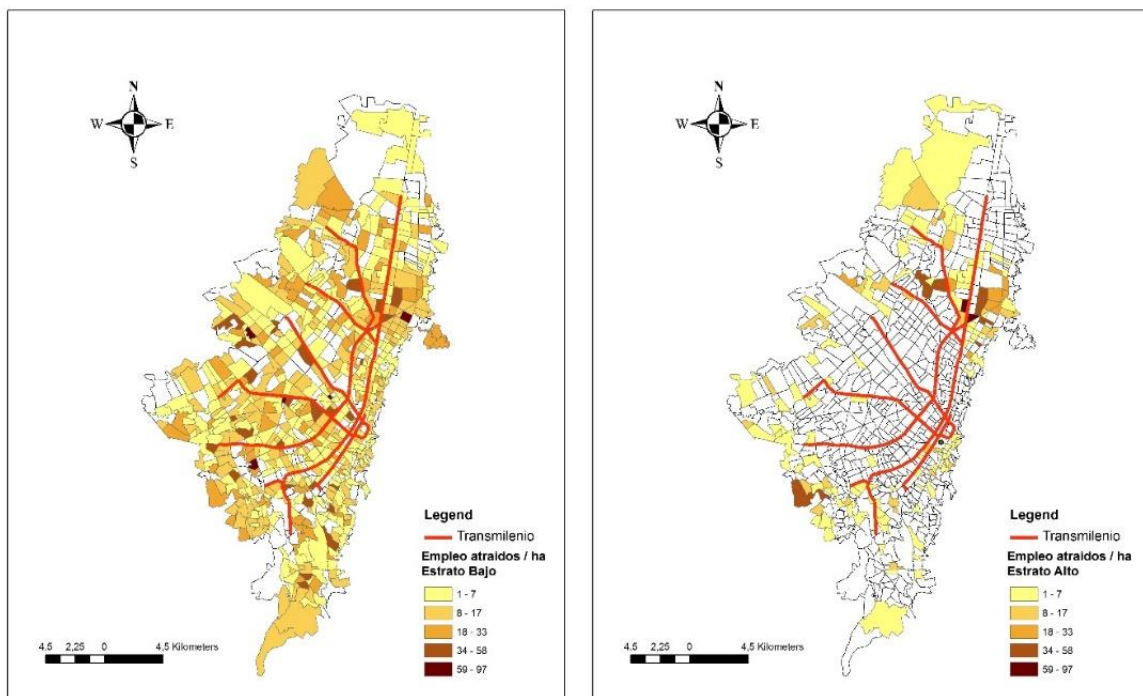 N
W E
S
Legend
Transmilenio
Empleo atraidos / ha
Estrato Bajo
1 - 7
8 - 17
18 - 33
34 - 58
59 - 97
4,5 2,25 0 4,5 Kilometers
N
W E
S
Legend
Transmilenio
Empleo atraidos / ha
Estrato Alto
1 - 7
8 - 17
18 - 33
34 - 58
59 - 97
4,5 2,25 0 4,5 Kilometers